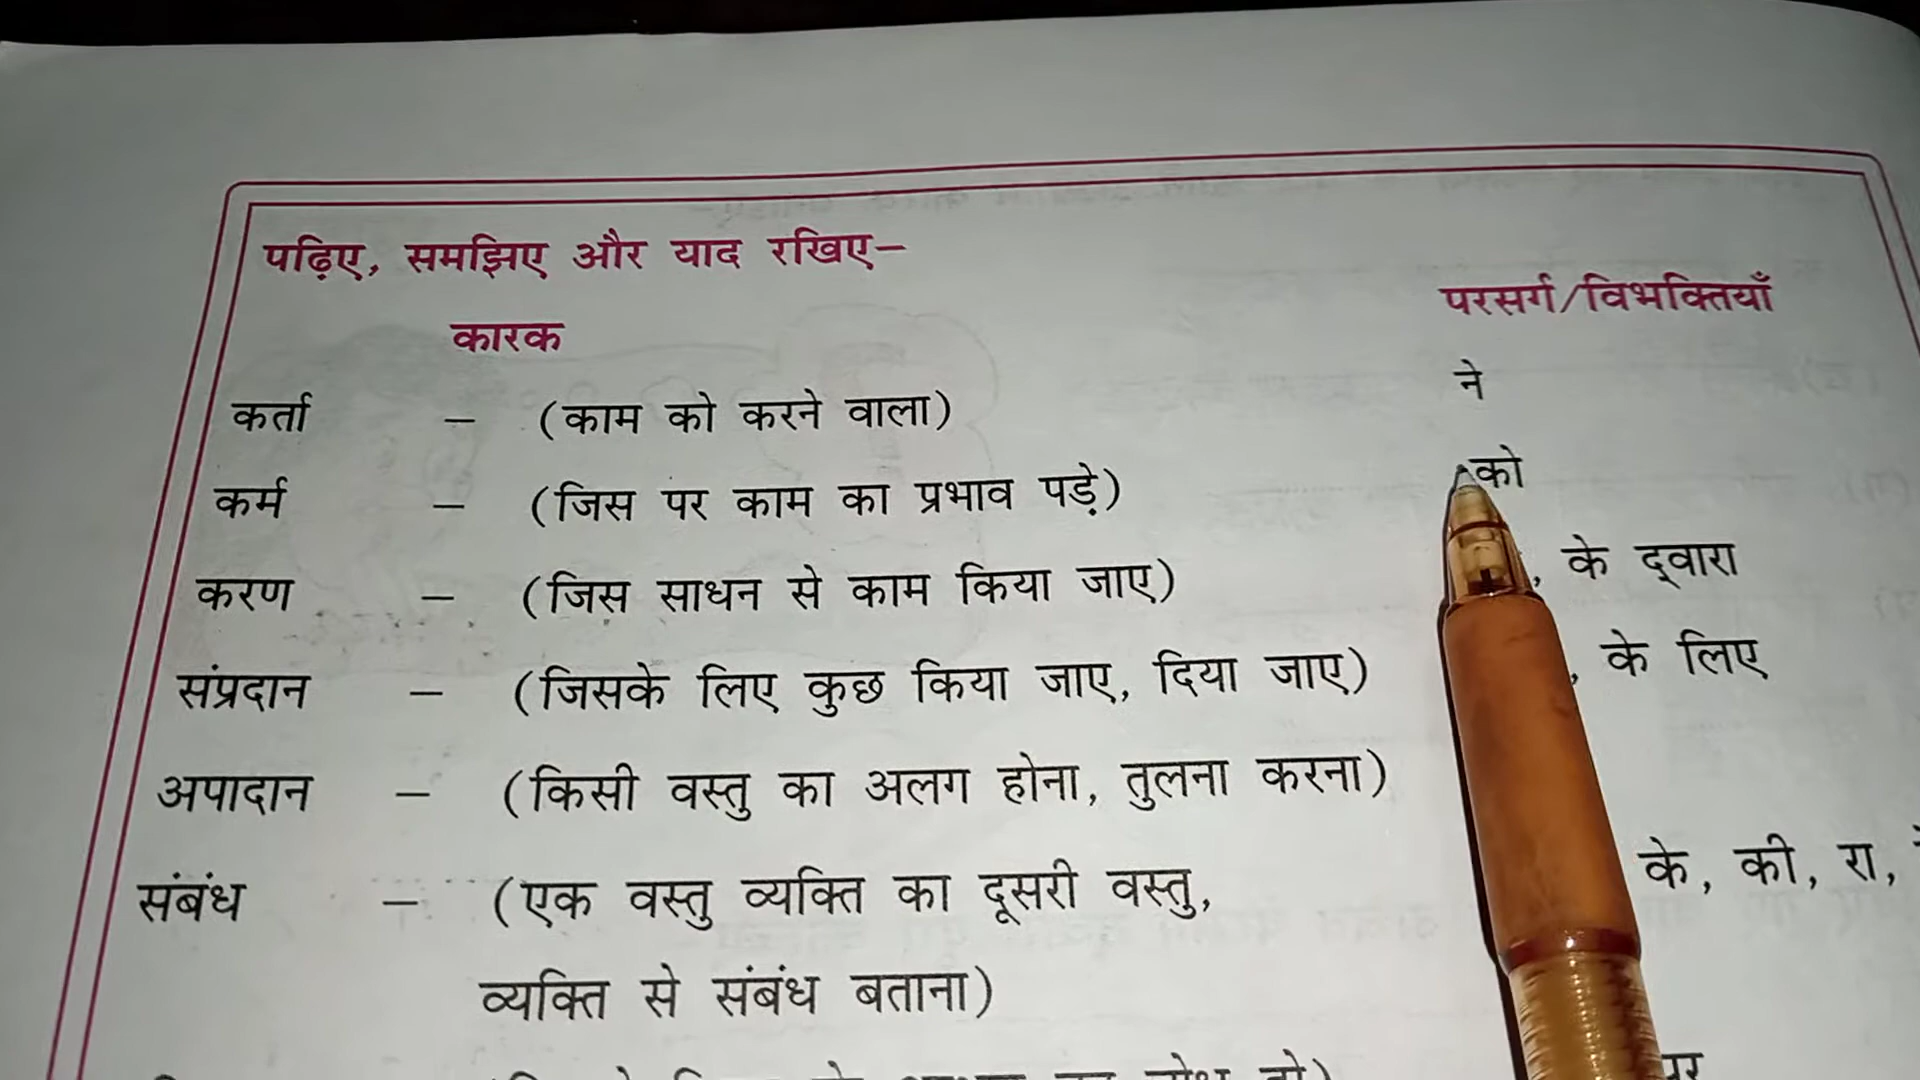 पढ़िए, समझिए और याद रखिए–
कारक परसर्ग/विभक्तियाँ
कर्ता – (काम को करने वाला) ने
कर्म – (जिस पर काम का प्रभाव पड़े) को
करण – (जिस साधन से काम किया जाए) , के द्‌वारा
संप्रदान – (जिसके लिए कुछ किया जाए, दिया जाए) , के लिए
अपादान – (किसी वस्तु का अलग होना, तुलना करना)
संबंध – (एक वस्तु व्यक्ति का दूसरी वस्तु, के, की, रा,
व्यक्ति से संबंध बताना)